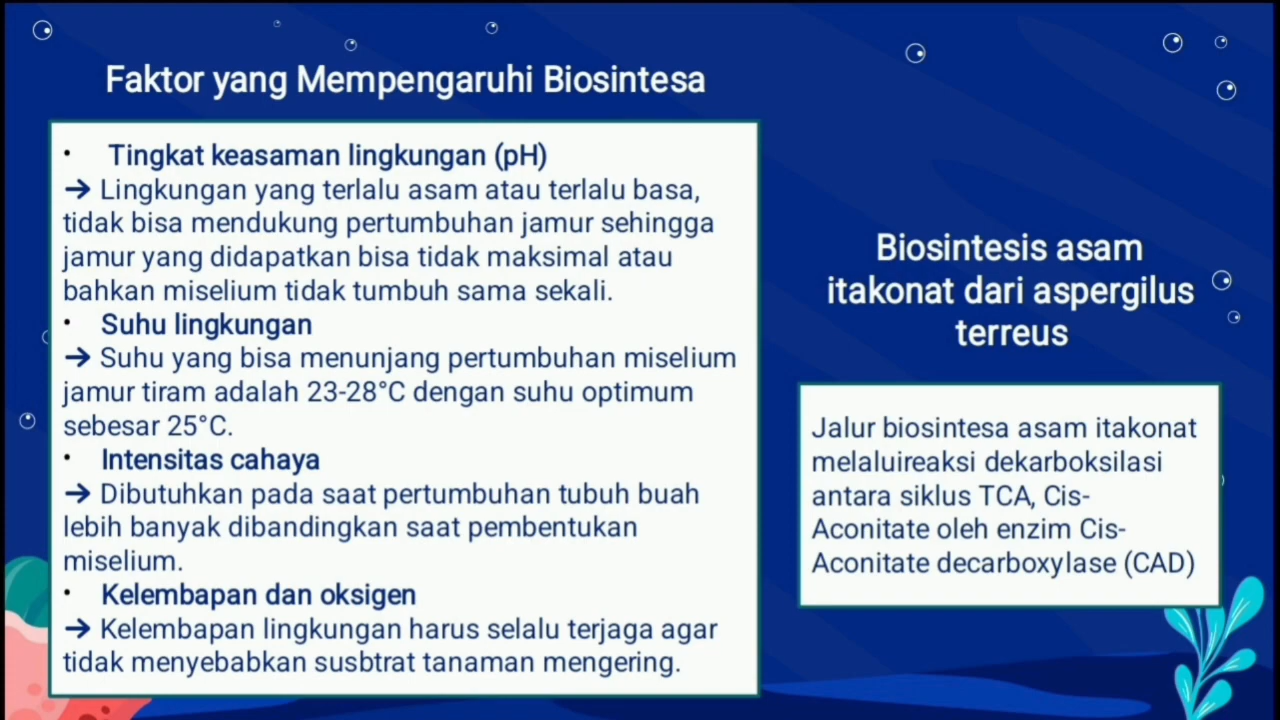 Faktor yang Mempengaruhi Biosintesa
• Tingkat keasaman lingkungan (pH)
→ Lingkungan yang terlalu asam atau terlalu basa,
tidak bisa mendukung pertumbuhan jamur sehingga
jamur yang didapatkan bisa tidak maksimal atau
bahkan miselium tidak tumbuh sama sekali.
• Suhu lingkungan
→ Suhu yang bisa menunjang pertumbuhan miselium
jamur tiram adalah 23-28°C dengan suhu optimum
sebesar 25°C.
• Intensitas cahaya
→ Dibutuhkan pada saat pertumbuhan tubuh buah
lebih banyak dibandingkan saat pembentukan
miselium.
• Kelembapan dan oksigen
→ Kelembapan lingkungan harus selalu terjaga agar
tidak menyebabkan susbtrat tanaman mengering.
Biosintesis asam
itakonat dari aspergilus
terreus
Jalur biosintesa asam itakonat
melaluireaksi dekarboksilasi
antara siklus TCA, Cis-
Aconitate oleh enzim Cis-
Aconitate decarboxylase (CAD)